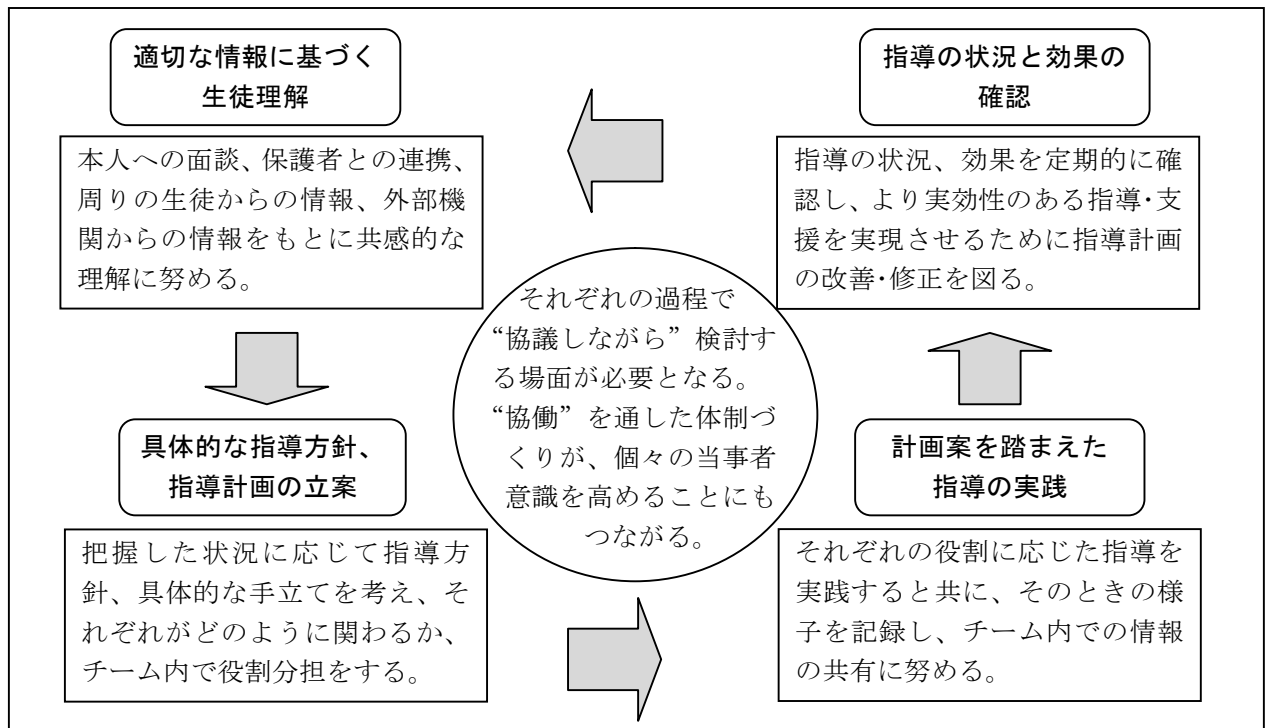 適切な情報に基づく
生徒理解
本人への面談、保護者との連携、
周りの生徒からの情報、外部機
関からの情報をもとに共感的な
理解に努める。
具体的な指導方針、
指導計画の立案
把握した状況に応じて指導方
針、具体的な手立てを考え、そ
れぞれがどのように関わるか、
チーム内で役割分担をする。
それぞれの過程で
“協議しながら”検討す
る場面が必要となる。
“協働”を通した体制づ
くりが、個々の当事者
意識を高めることにも
つながる。
計画案を踏まえた
指導の実践
それぞれの役割に応じた指導を
実践すると共に、そのときの様
子を記録し、チーム内での情報
の共有に努める。
指導の状況と効果の
確認
指導の状況、効果を定期的に確
認し、より実効性のある指導・支
援を実現させるために指導計画
の改善・修正を図る。